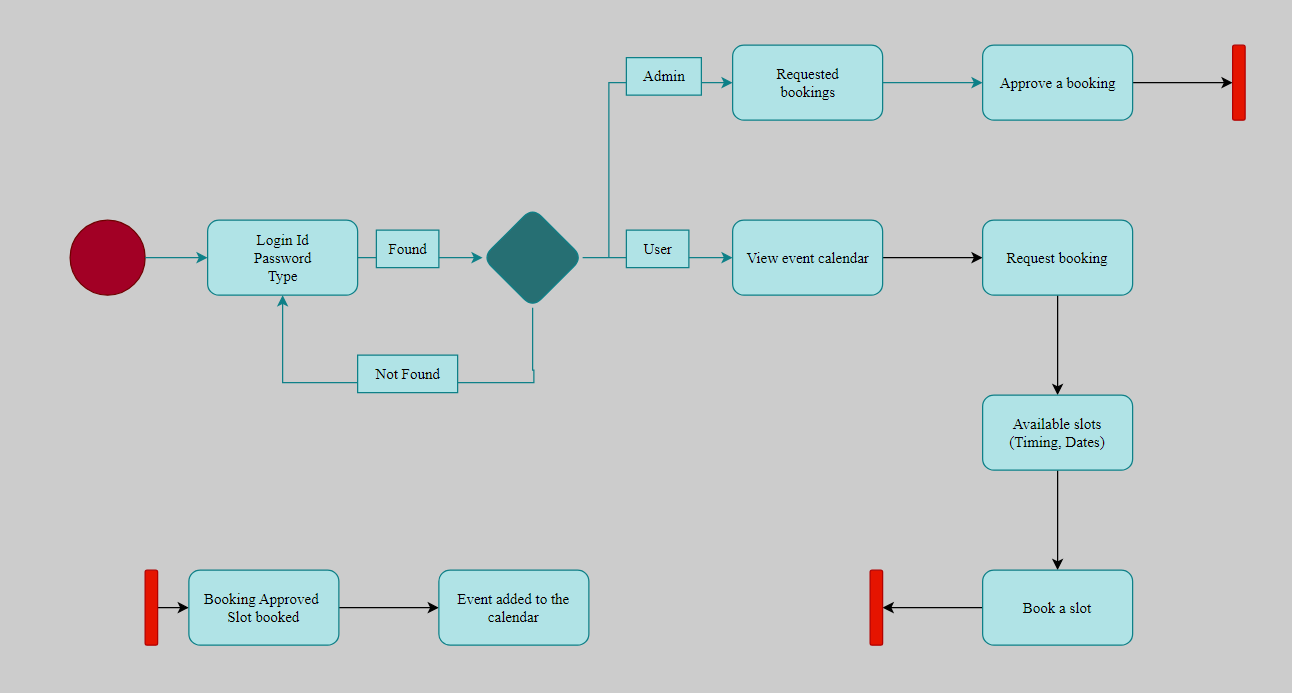 Admin
Requested
bookings
Approve a booking
Login Id
Password
Type
Found
User
View event calendar
Request booking
Not Found
Available slots
(Timing, Dates)
Booking Approved
Slot booked
Event added to the
calendar
Book a slot